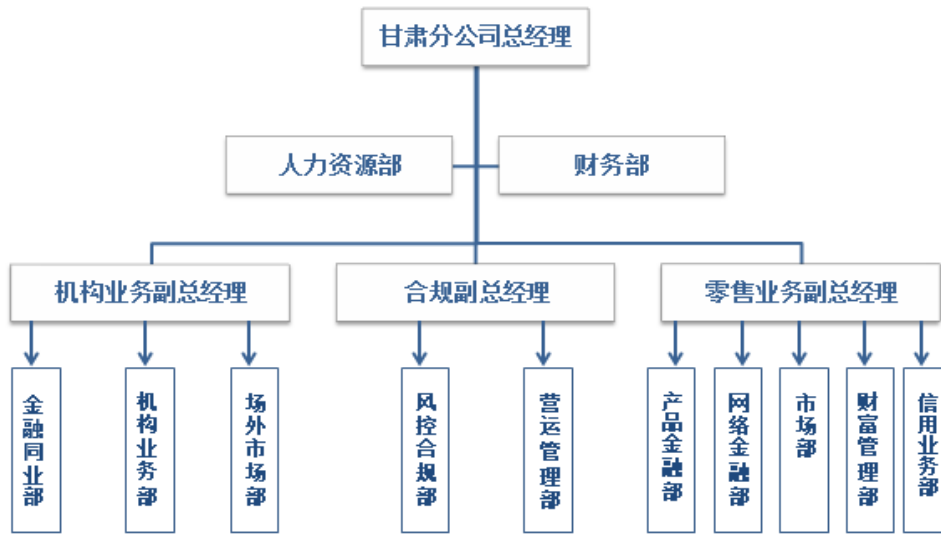 甘肃分公司总经理
人力资源部
财务部
机构业务副总经理
合规副总经理
零售业务副总经理
金融同业部
机构业务部
场外市场部
风控合规部
营运管理部
产品金融部
网络金融部
市场部
财富管理部
信用业务部